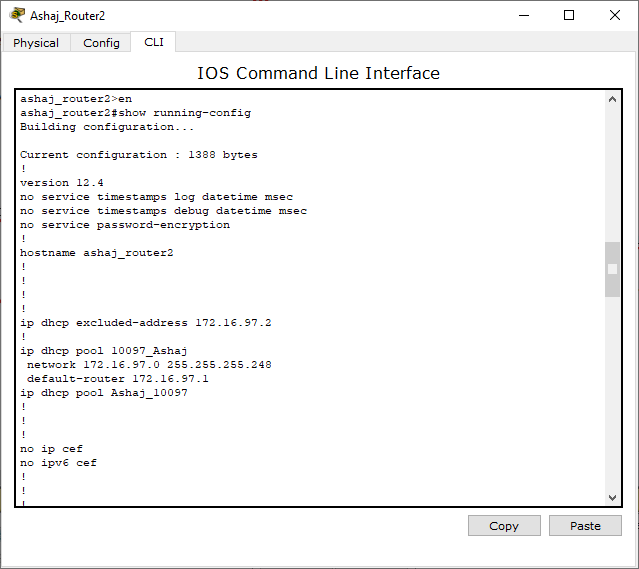 Ashaj_Router2
Physical Config CLI
IOS Command Line Interface
ashaj_router2>en
ashaj_router2#show running-config
Building configuration...
Current configuration : 1388 bytes
!
version 12.4
no service timestamps log datetime msec
no service timestamps debug datetime msec
no service password-encryption
!
hostname ashaj_router2
!
!
!
!
ip dhcp excluded-address 172.16.97.2
!
ip dhcp pool 10097_Ashaj
 network 172.16.97.0 255.255.255.248
 default-router 172.16.97.1
ip dhcp pool Ashaj_10097
!
!
!
no ip cef
no ipv6 cef
!
!
!
Copy Paste